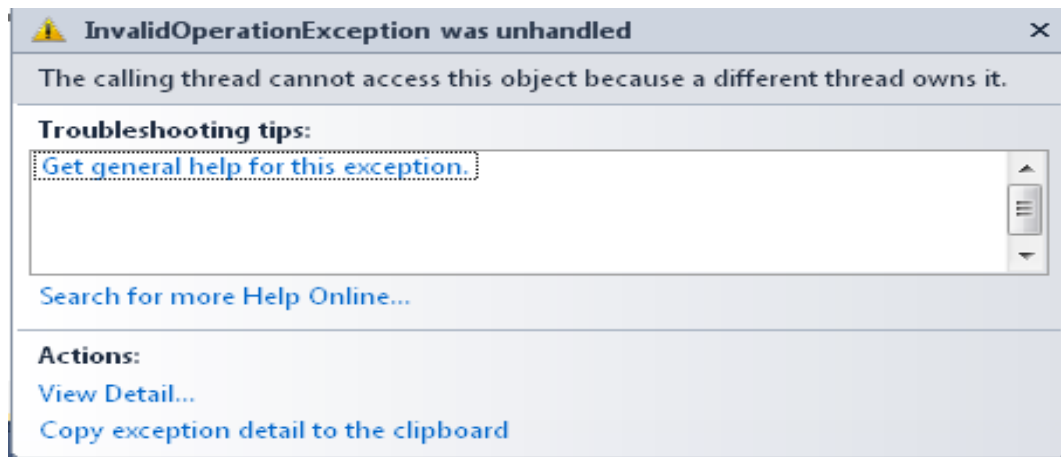 InvalidOperationException was unhandled
The calling thread cannot access this object because a different thread owns it.
Troubleshooting tips:
Get general help for this exception.
Search for more Help Online...
Actions:
View Detail...
Copy exception detail to the clipboard